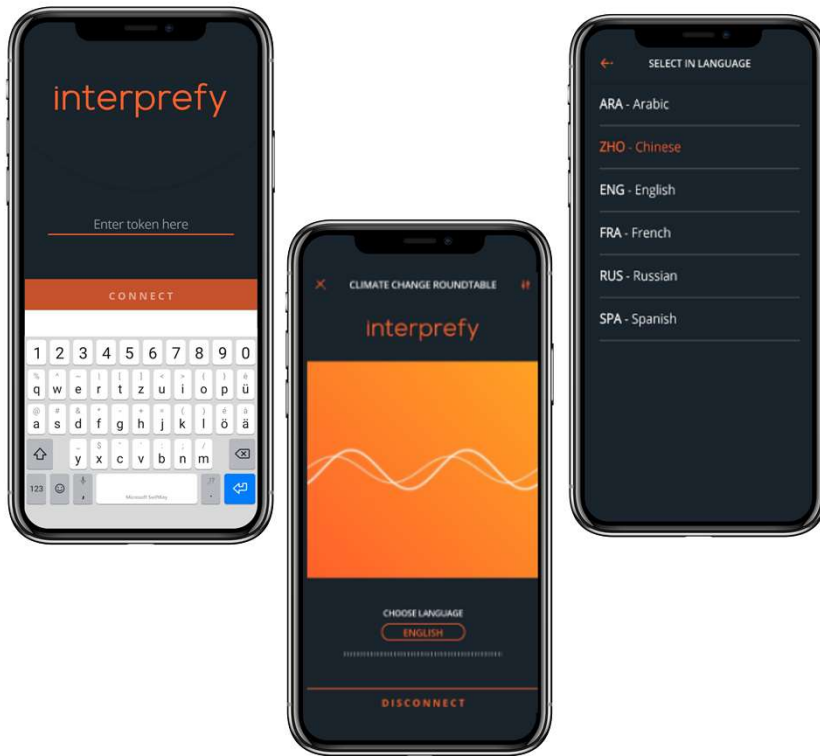 interprefy
Enter token here
CONNECT
1 2 3 4 5 6 7 8 9 0
q w e r t z u i o p ü
a s d f g h j k l ö ä
y x c v b n m
123
Microsoft SwiftKey
CLIMATE CHANGE ROUNDTABLE
interprefy
CHOOSE LANGUAGE
ENGLISH
DISCONNECT
SELECT IN LANGUAGE
ARA - Arabic
ZHO - Chinese
ENG - English
FRA - French
RUS - Russian
SPA - Spanish